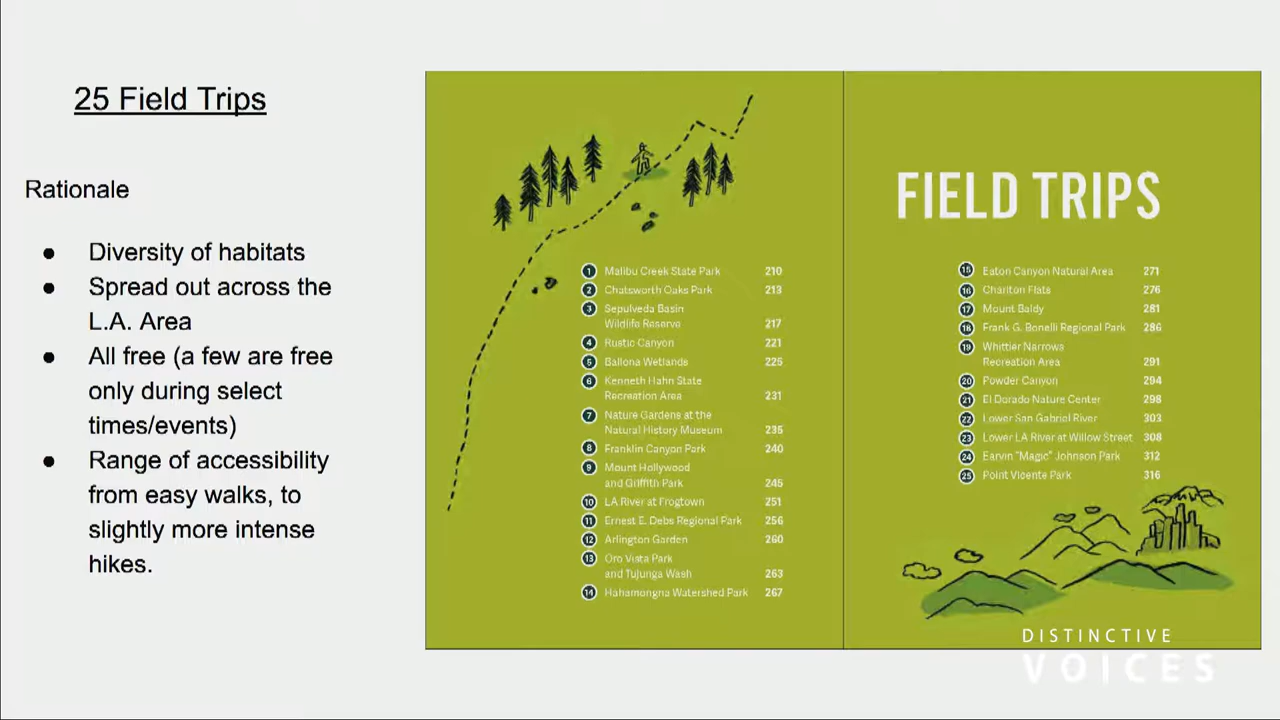 25 Field Trips
Rationale
● Diversity of habitats
● Spread out across the
L.A. Area
● All free (a few are free
only during select
times/events)
● Range of accessibility
from easy walks, to
slightly more intense
hikes.
1 Malibu Creek State Park 210
2 Chatsworth Oaks Park 213
3 Sepulveda Basin
Wildlife Reserve 217
4 Rustic Canyon 221
5 Ballona Wetlands 225
6 Kenneth Hahn State
Recreation Area 231
7 Nature Gardens at the
Natural History Museum 235
8 Franklin Canyon Park 240
9 Mount Hollywood
and Griffith Park 245
10 LA River at Frogtown 251
11 Ernest E. Debs Regional Park 256
12 Arlington Garden 260
13 Oro Vista Park
and Tujunga Wash 263
14 Hahamongna Watershed Park 267
FIELD TRIPS
15 Eaton Canyon Natural Area 271
16 Charlton Flats 276
17 Mount Baldy 281
18 Frank G. Bonelli Regional Park 286
19 Whittier Narrows
Recreation Area 291
20 Powder Canyon 294
21 El Dorado Nature Center 298
22 Lower San Gabriel River 303
23 Lower LA River at Willow Street 308
24 Earvin "Magic" Johnson Park 312
25 Point Vicente Park 316
DISTINCTIVE
VOICES